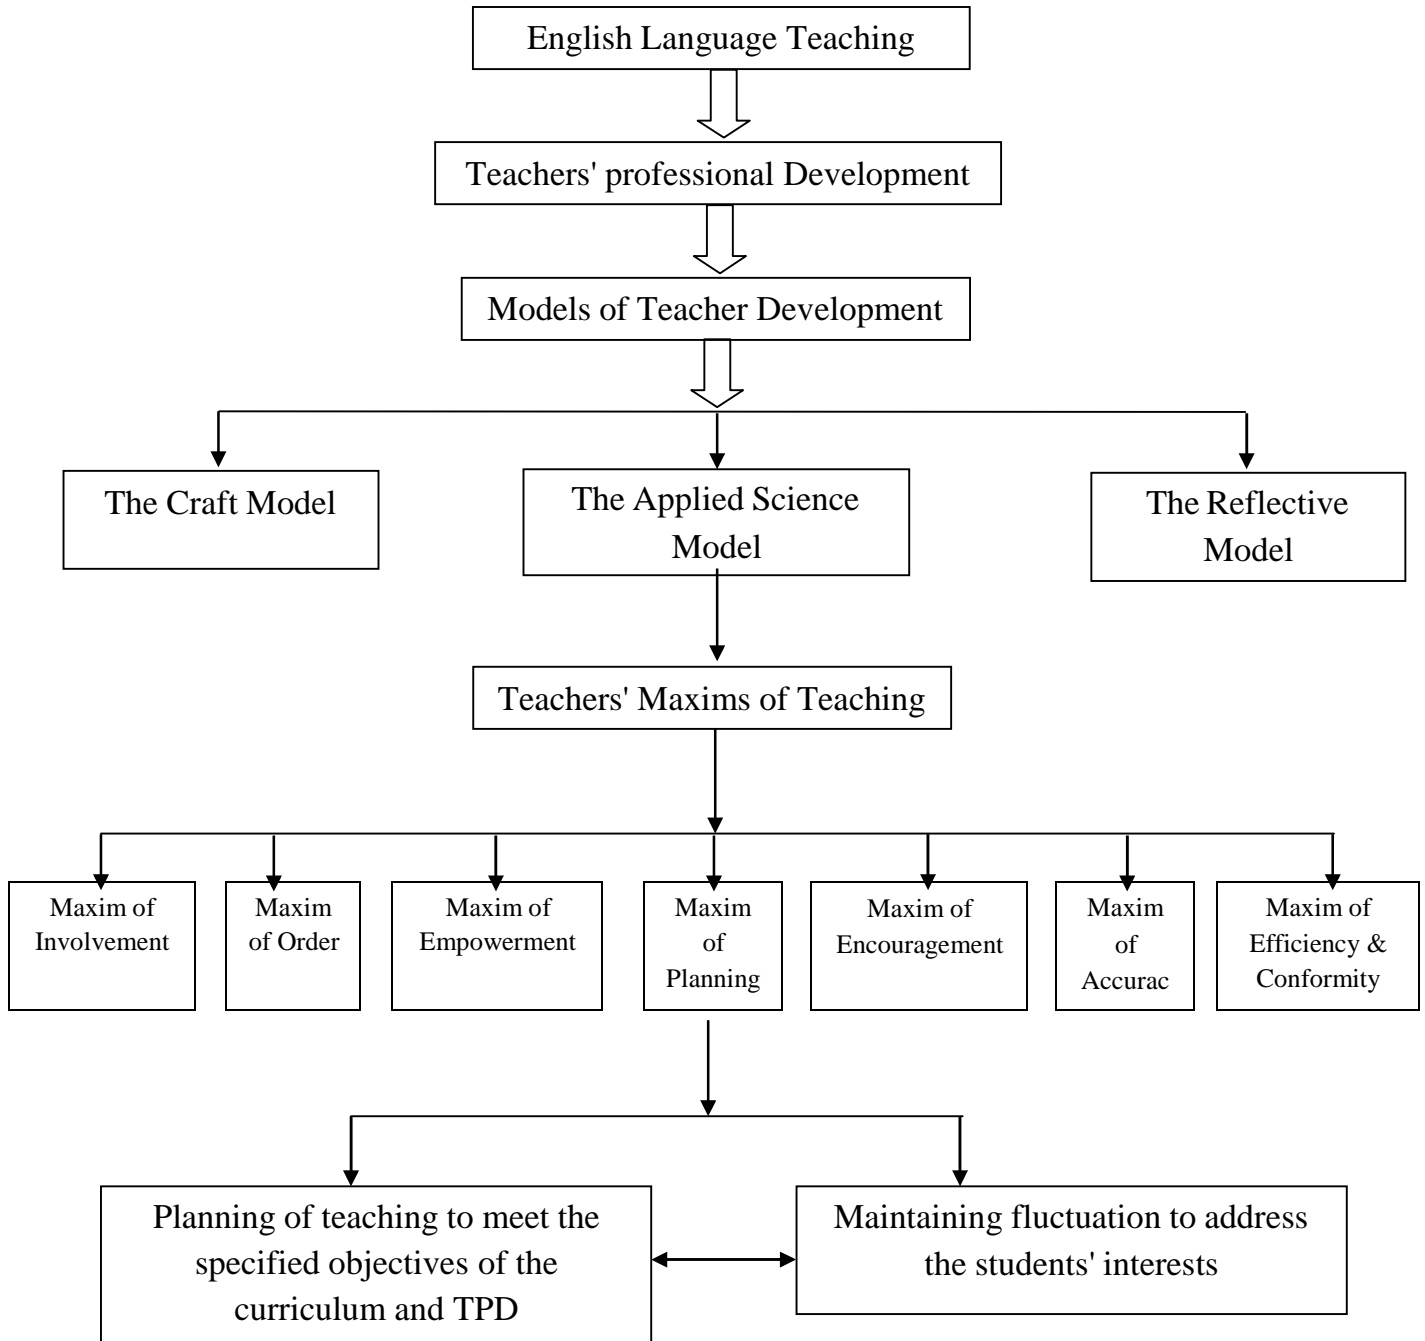 English Language Teaching
Teachers' professional Development
Models of Teacher Development
The Craft Model
The Applied Science
Model
The Reflective
Model
Teachers' Maxims of Teaching
Maxim of
Involvement
Maxim
of Order
Maxim of
Empowerment
Maxim
of
Planning
Maxim of
Encouragement
Maxim
of
Accurac
Maxim of
Efficiency &
Conformity
Planning of teaching to meet the
specified objectives of the
curriculum and TPD
Maintaining fluctuation to address
the students' interests